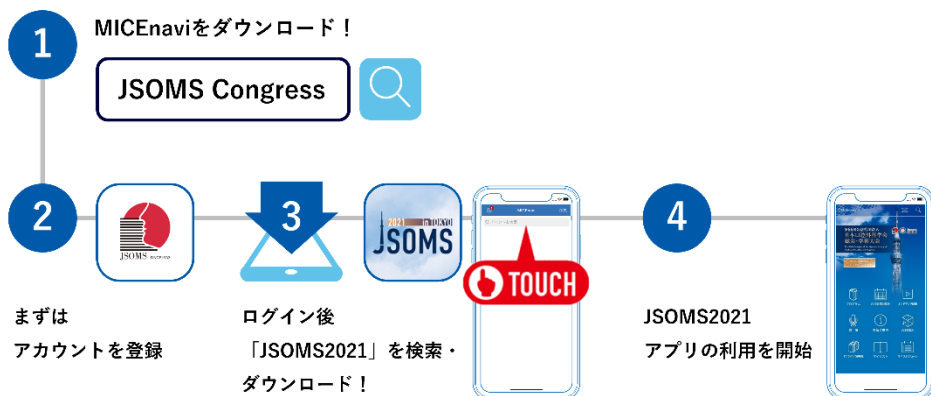 1
MICEnaviをダウンロード！
JSOMS Congress
2
JSOMS
まずは
アカウントを登録
3
2021 in TOKYO
JSOMS
MICEnavi
TOUCH
ログイン後
「JSOMS2021」を検索・
ダウンロード！
4
JSOMS2021
アプリの利用を開始